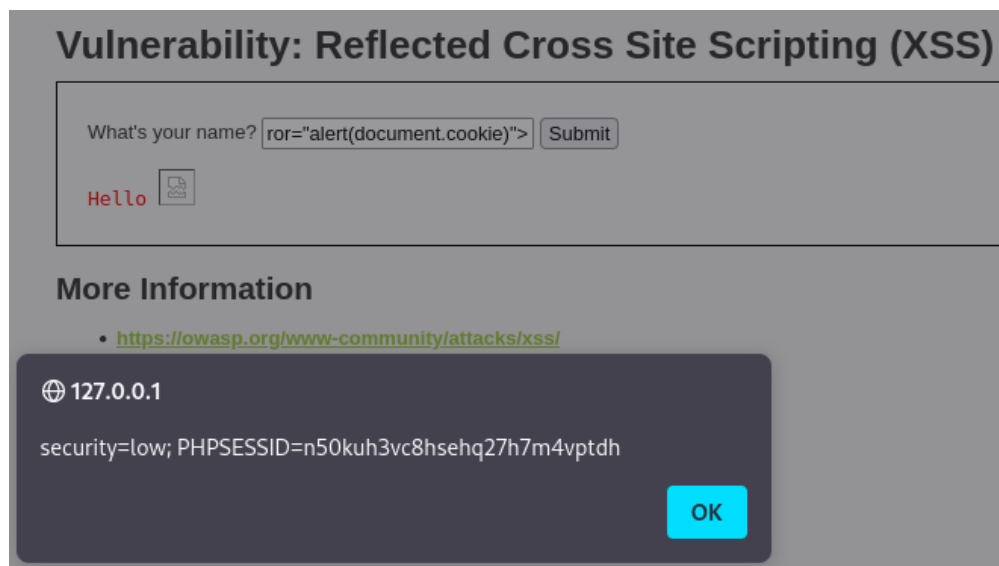 Vulnerability: Reflected Cross Site Scripting (XSS)
What's your name? ror="alert(document.cookie)"> Submit
Hello
More Information
https://owasp.org/www-community/attacks/xss/
127.0.0.1
security=low; PHPSESSID=n50kuh3vc8hsehq27h7m4vptdh
OK